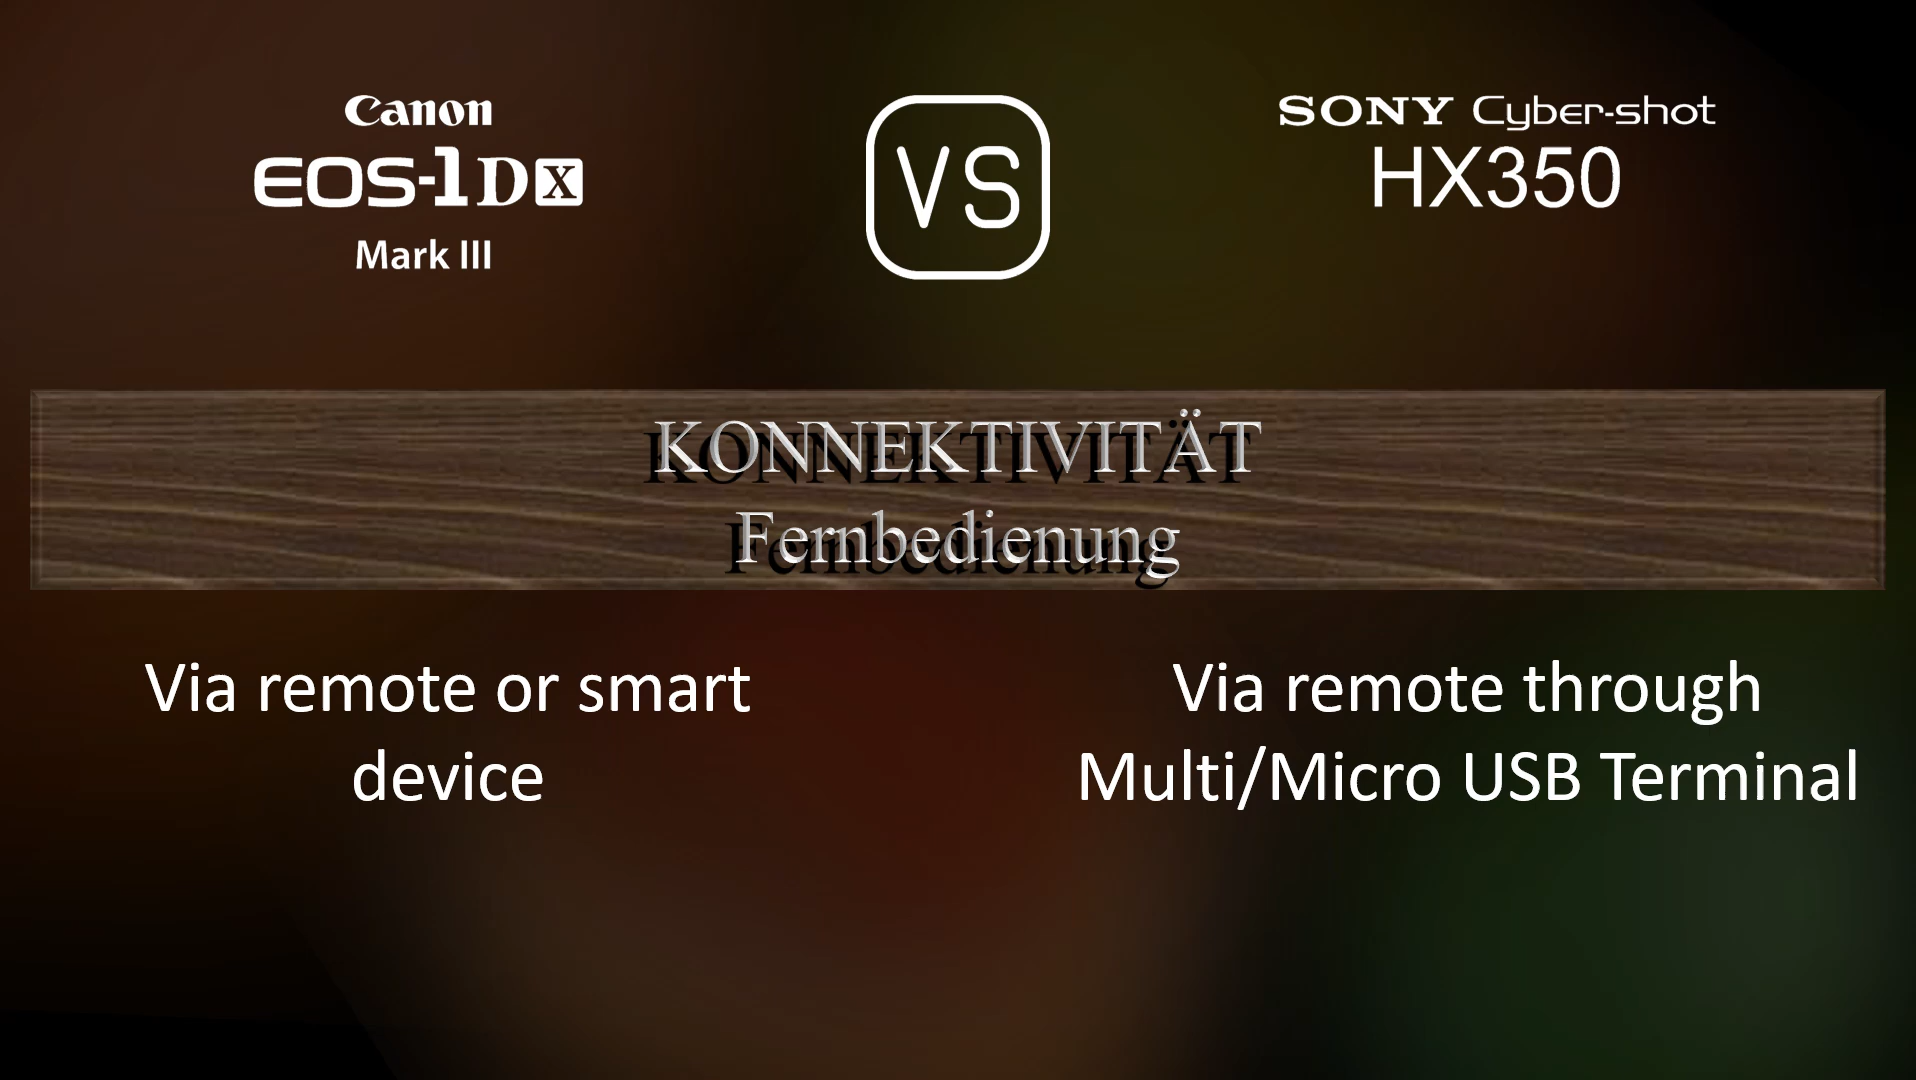 Canon
EOS-1DX
Mark III
VS
SONY Cyber-shot
HX350
KONNEKTIVITÄT
Fernbedienung
Via remote or smart
device
Via remote through
Multi/Micro USB Terminal